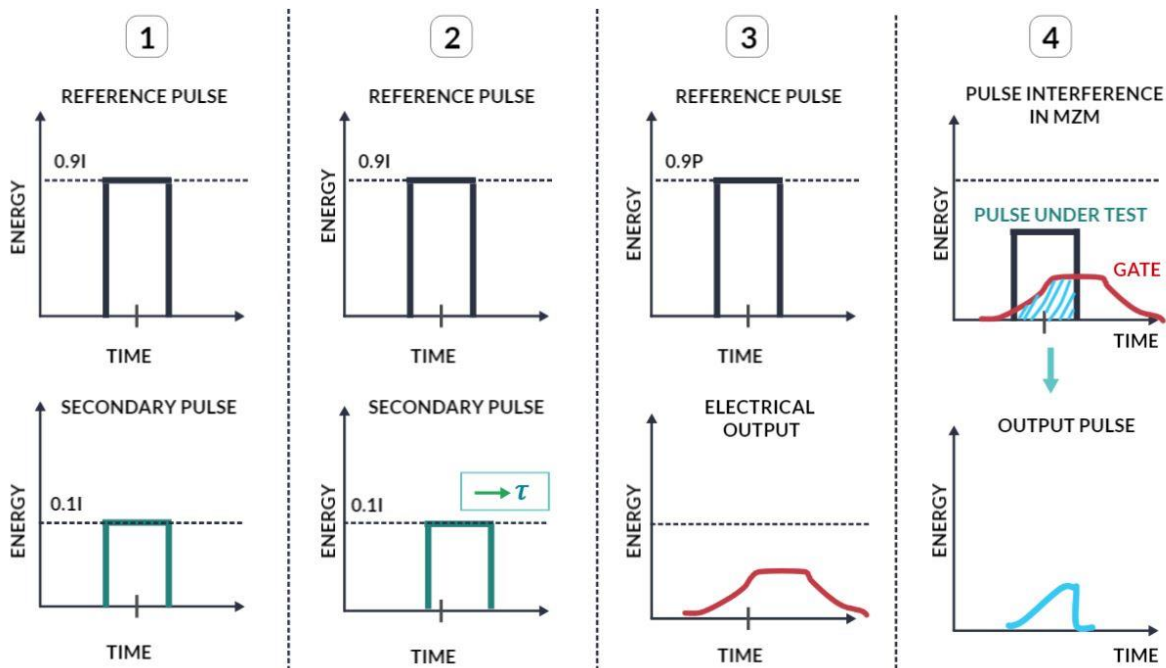 1
REFERENCE PULSE
0.9I
ENERGY
TIME
SECONDARY PULSE
0.1I
ENERGY
TIME
2
REFERENCE PULSE
0.9I
ENERGY
TIME
SECONDARY PULSE
→ τ
0.1I
ENERGY
TIME
3
REFERENCE PULSE
0.9P
ENERGY
TIME
ELECTRICAL
OUTPUT
ENERGY
TIME
4
PULSE INTERFERENCE
IN MZM
PULSE UNDER TEST
ENERGY
GATE
TIME
OUTPUT PULSE
ENERGY
TIME